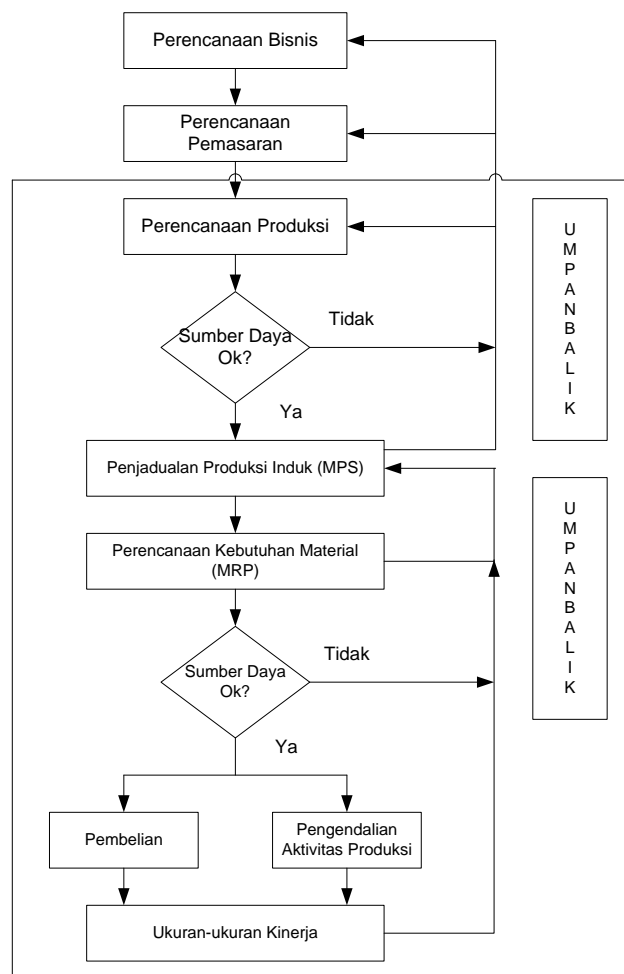 Perencanaan Bisnis
Perencanaan
Pemasaran
Perencanaan Produksi
Sumber Daya
Ok?
Tidak
Ya
Penjadualan Produksi Induk (MPS)
Perencanaan Kebutuhan Material
(MRP)
Sumber Daya
Ok?
Tidak
Ya
Pembelian
Pengendalian
Aktivitas Produksi
Ukuran-ukuran Kinerja
U
M
P
A
N
B
A
L
I
K
U
M
P
A
N
B
A
L
I
K